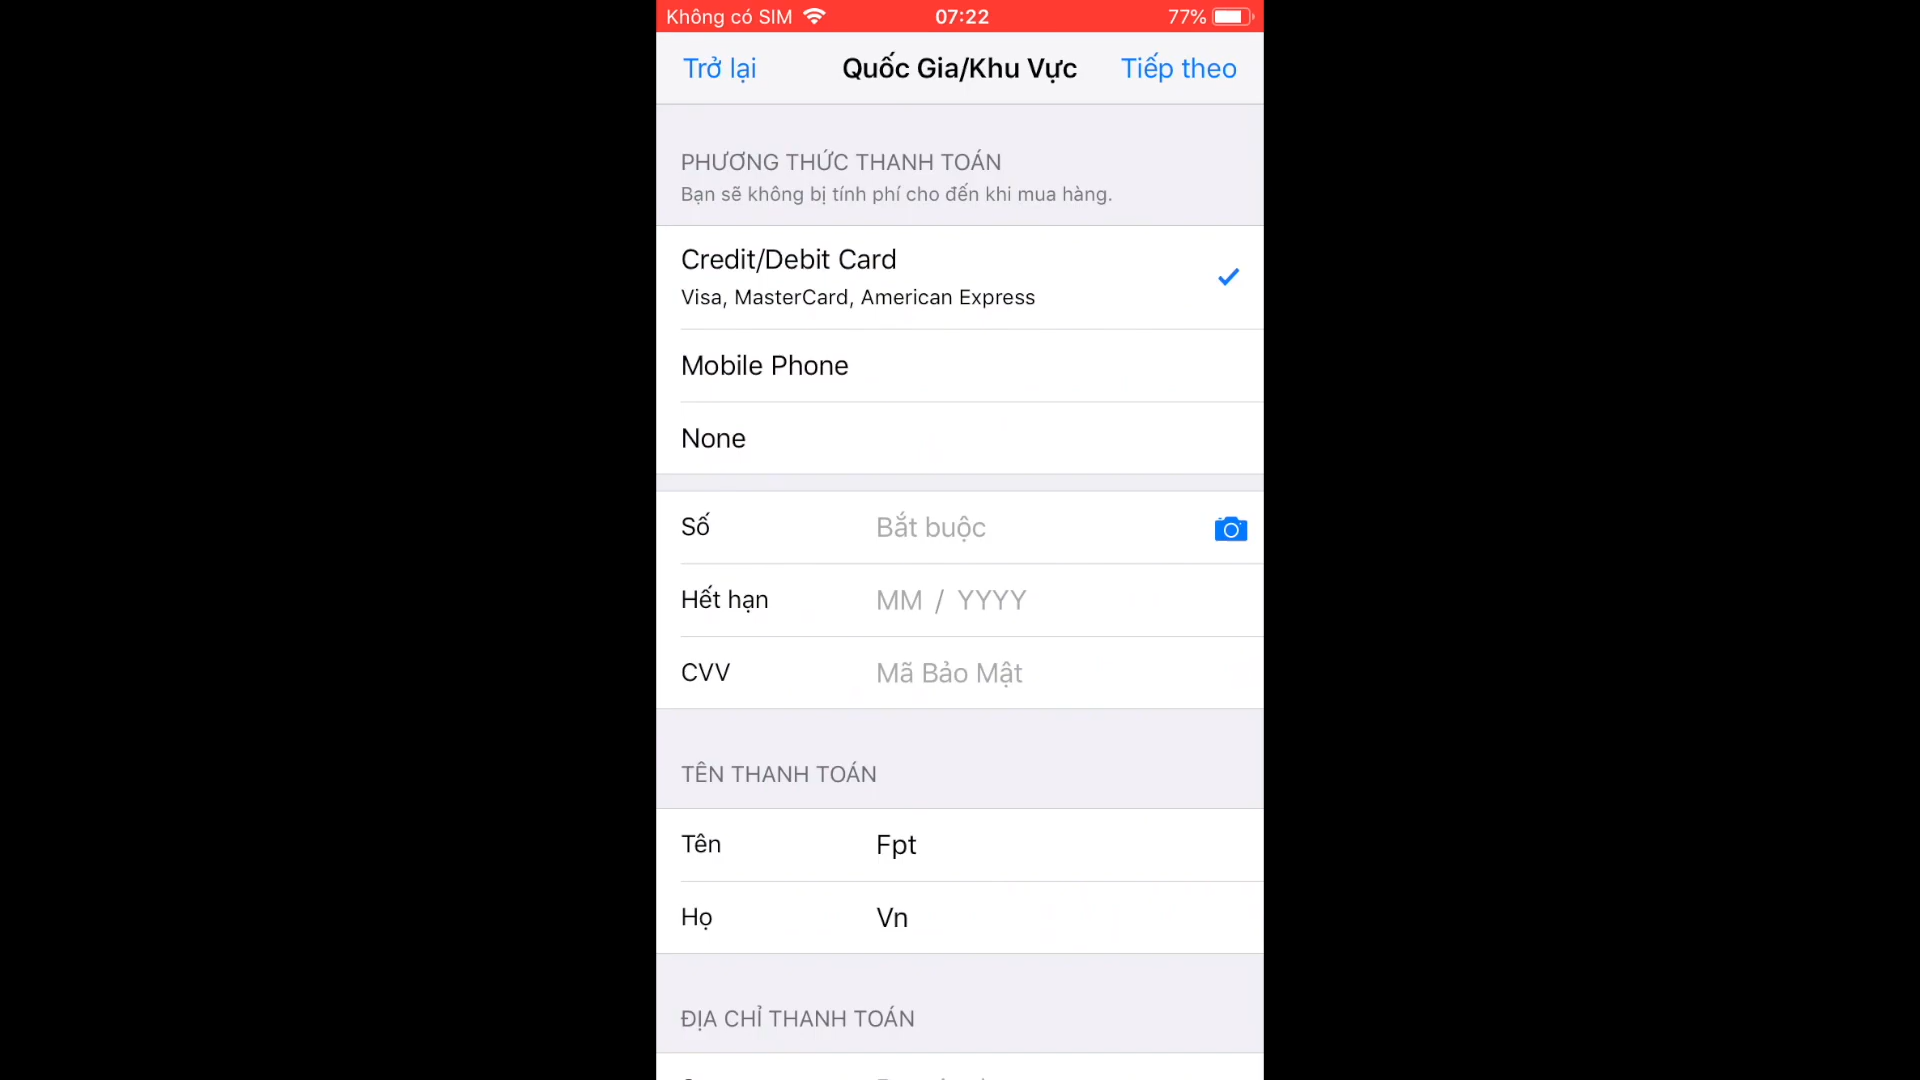 Không có SIM 07:22 77%
Trở lại Quốc Gia/Khu Vực Tiếp theo
PHƯƠNG THỨC THANH TOÁN
Bạn sẽ không bị tính phí cho đến khi mua hàng.
Credit/Debit Card
Visa, MasterCard, American Express
Mobile Phone
None
Số Bắt buộc
Hết hạn MM / YYYY
CVV Mã Bảo Mật
TÊN THANH TOÁN
Tên Fpt
Họ Vn
ĐỊA CHỈ THANH TOÁN